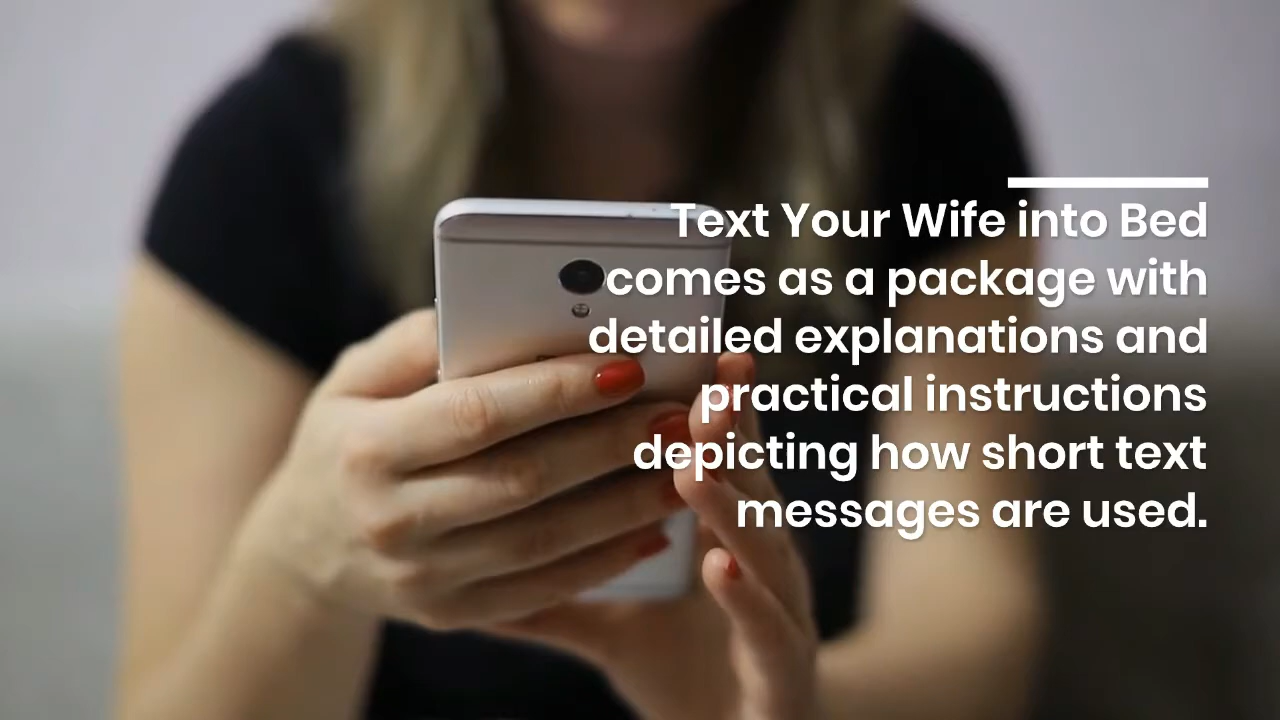 Text Your Wife into Bed
comes as a package with
detailed explanations and
practical instructions
depicting how short text
messages are used.